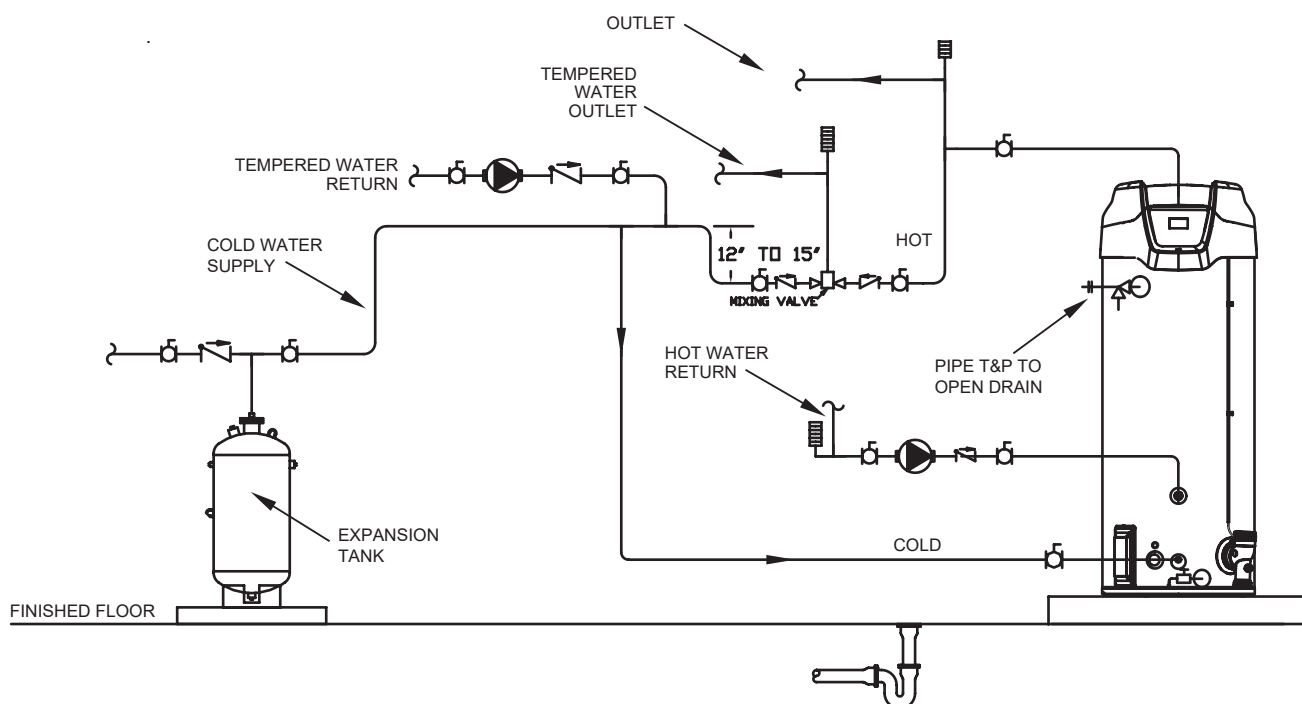 OUTLET
TEMPERED
WATER
OUTLET
TEMPERED WATER
RETURN
COLD WATER
SUPPLY
12" TO 15"
HOT
MIXING VALVE
HOT WATER
RETURN
PIPE T&P TO
OPEN DRAIN
EXPANSION
TANK
COLD
FINISHED FLOOR